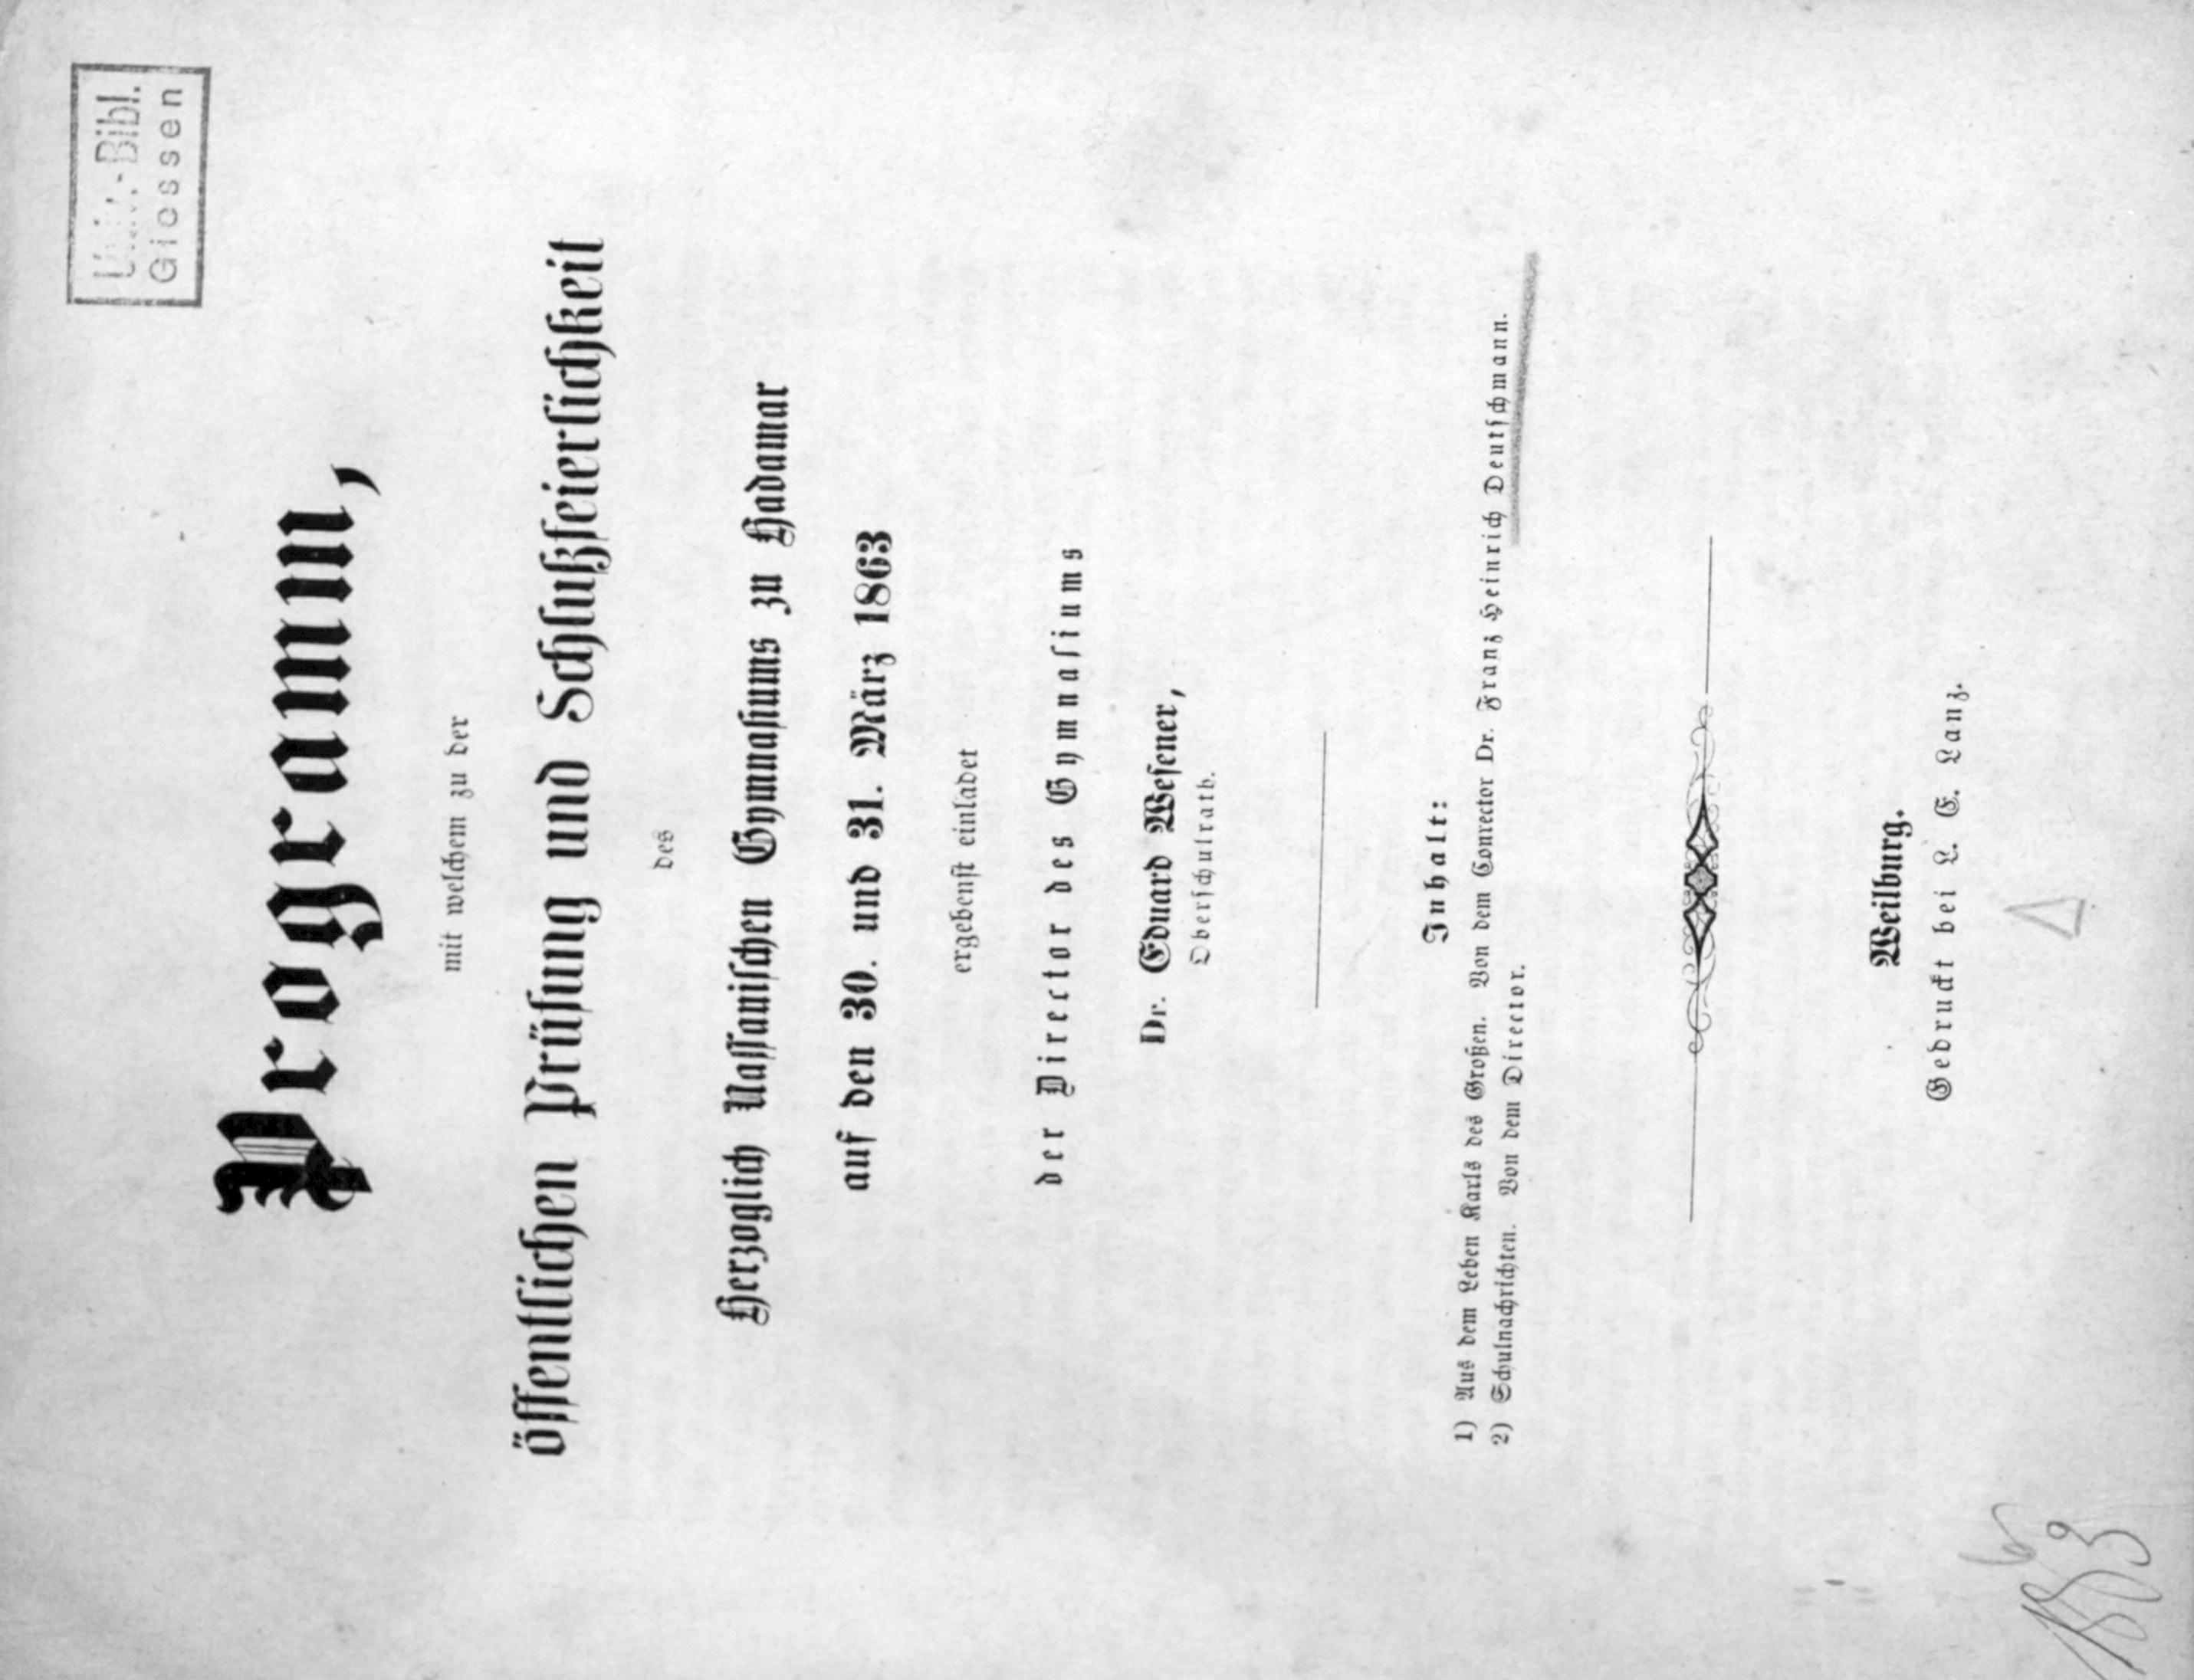 Univ.-Bibl.
Giessen
Programm,
mit welchem zu der
öffentlichen Prüfung und Schlußfeierlichkeit
des
Herzoglich Nassauischen Gymnasiums zu Hadamar
auf den 30. und 31. März 1863
ergebenst einladet
der Director des Gymnasiums
Dr. Eduard Wesener,
Oberschulrath.
Inhalt:
1) Aus dem Leben Karls des Großen. Von dem Conrector Dr. Franz Heinrich Deutschmann.
2) Schulnachrichten. Von dem Director.
Weilburg.
Gedruckt bei L. E. Lanz.